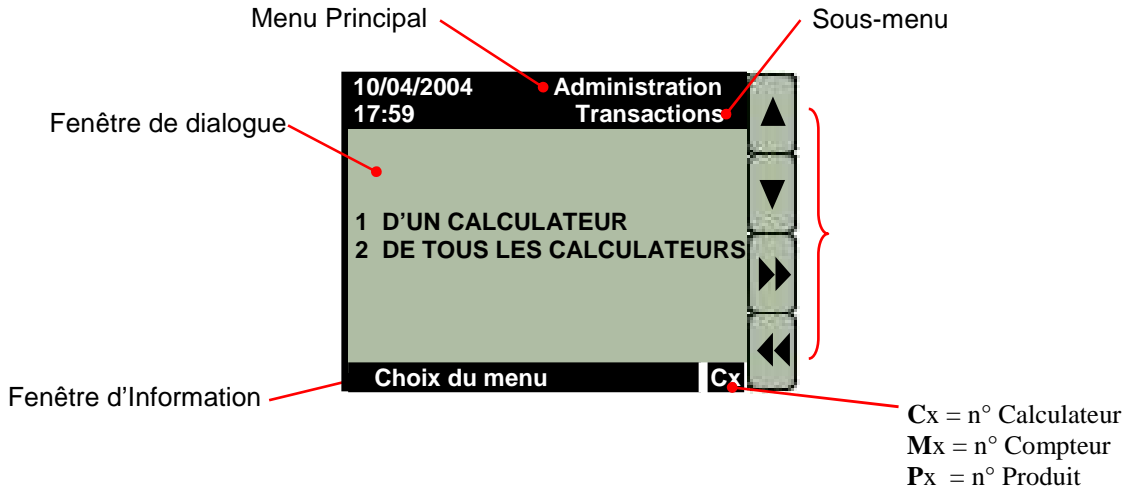 Menu Principal
Sous-menu
10/04/2004 Administration
17:59 Transactions
Fenêtre de dialogue
1 D'UN CALCULATEUR
2 DE TOUS LES CALCULATEURS
Choix du menu Cx
Fenêtre d'Information
Cx = n° Calculateur
Mx = n° Compteur
Px = n° Produit